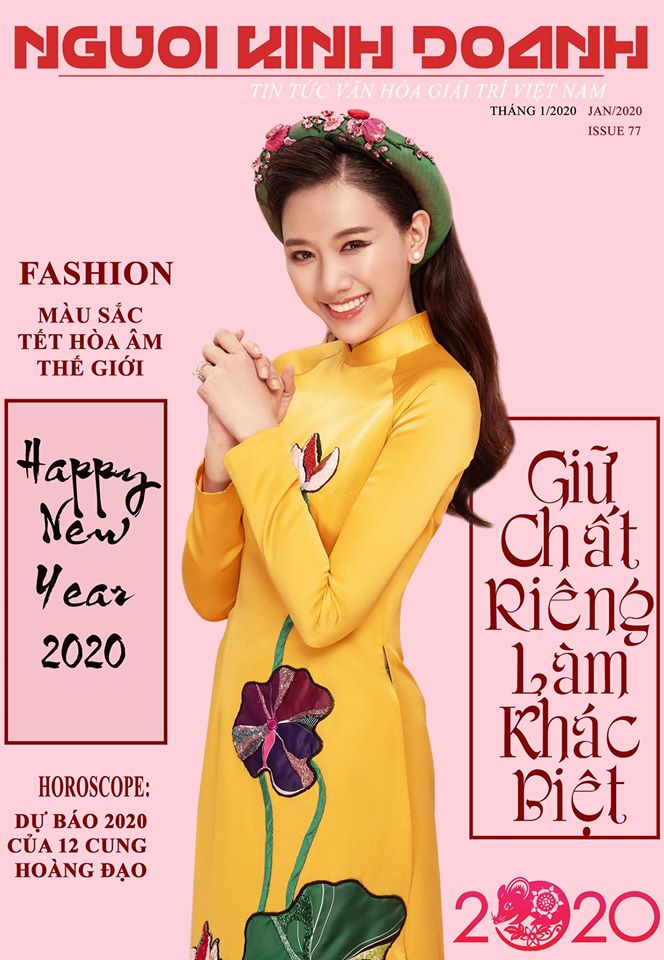 NGUOI KINH DOANH
TIN TỨC VĂN HÓA GIẢI TRÍ VIỆT NAM
THÁNG 1/2020 JAN/2020
ISSUE 77
FASHION
MÀU SẮC
TẾT HÒA ÂM
THẾ GIỚI
Happy
New
Year
2020
Giữ
Chất
Riêng
Làm
Khác
Biệt
HOROSCOPE:
DỰ BÁO 2020
CỦA 12 CUNG
HOÀNG ĐẠO
2020